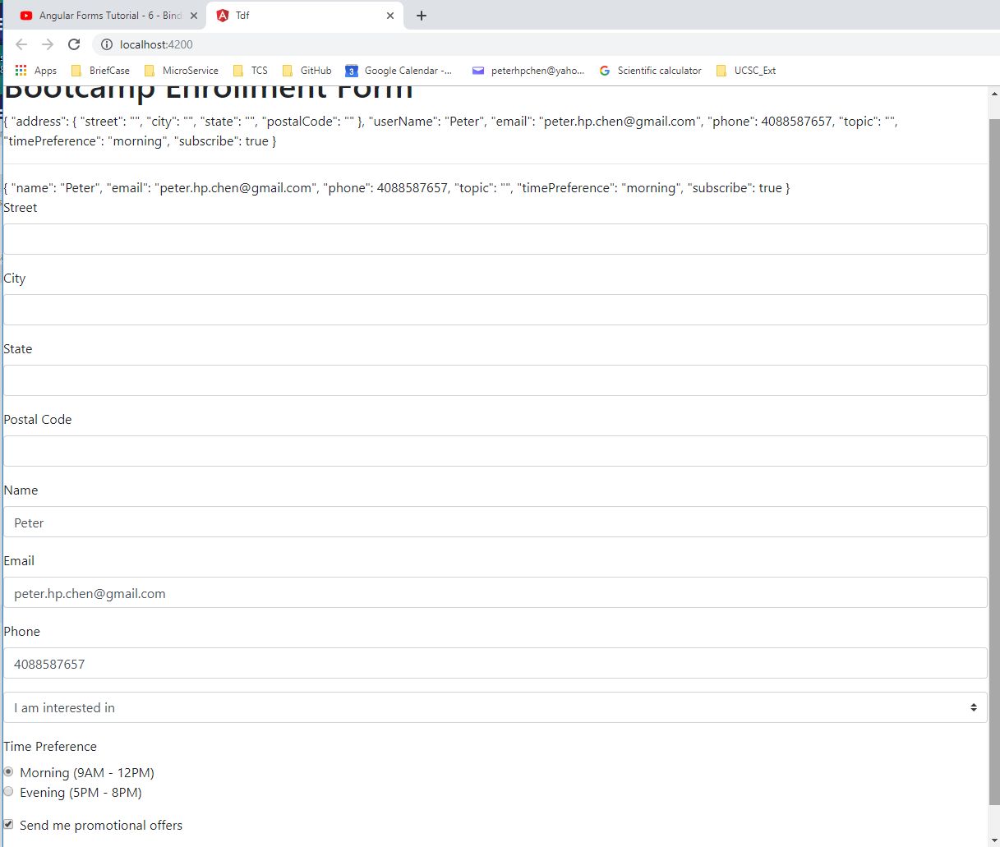 Angular Forms Tutorial - 6 - Bind
Tdf
localhost:4200
Apps BriefCase MicroService TCS GitHub 3 Google Calendar -... peterhpchen@yaho... Scientific calculator UCSC_Ext
Bootcamp Enrollment Form
{ "address": { "street": "", "city": "", "state": "", "postalCode": "" }, "userName": "Peter", "email": "peter.hp.chen@gmail.com", "phone": 4088587657, "topic": "",
"timePreference": "morning", "subscribe": true }
{ "name": "Peter", "email": "peter.hp.chen@gmail.com", "phone": 4088587657, "topic": "", "timePreference": "morning", "subscribe": true }
Street
City
State
Postal Code
Name
Peter
Email
peter.hp.chen@gmail.com
Phone
4088587657
I am interested in
Time Preference
Morning (9AM - 12PM)
Evening (5PM - 8PM)
Send me promotional offers